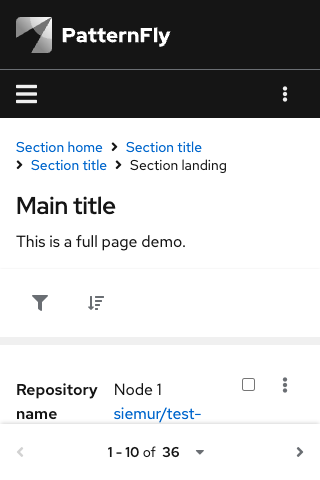 PatternFly
Section home > Section title
> Section title > Section landing
Main title
This is a full page demo.
Repository name
Node 1
siemur/test-
1 - 10 of 36